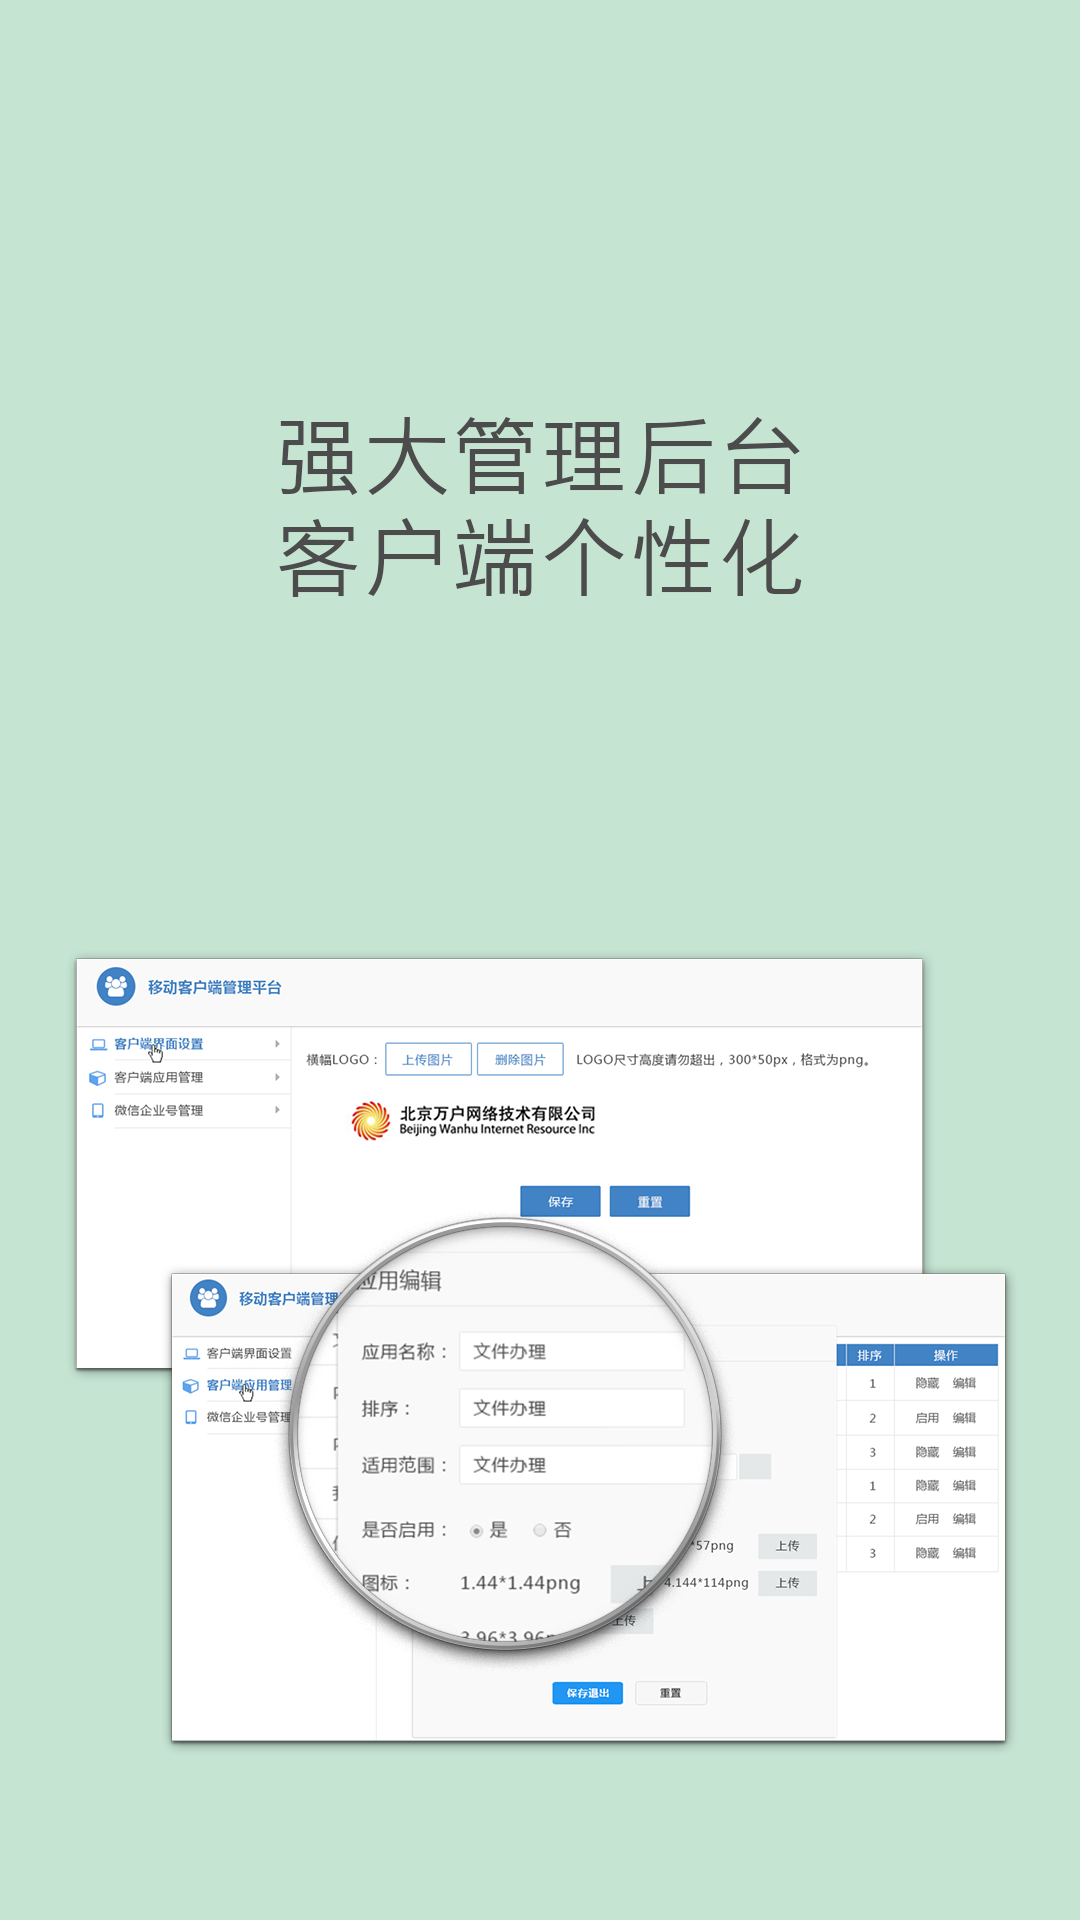 强大管理后台
客户端个性化
移动客户端管理平台
客户端界面设置
客户端应用管理
微信企业号管理
横幅LOGO： 上传图片 删除图片 LOGO尺寸高度请勿超出，300*50px，格式为png。
北京万户网络技术有限公司
Beijing Wanhu Internet Resource Inc
保存 重置
移动客户端管理
客户端界面设置
客户端应用管理
微信企业号管理
应用编辑
应用名称： 文件办理
排序： 文件办理
适用范围： 文件办理
是否启用： 是 否
图标： 1.44*1.44png 上
3.96*3.96p
*57png 上传
4.144*114png 上传
上传
保存退出 重置
排序 操作
1 隐藏 编辑
2 启用 编辑
3 隐藏 编辑
1 隐藏 编辑
2 启用 编辑
3 隐藏 编辑